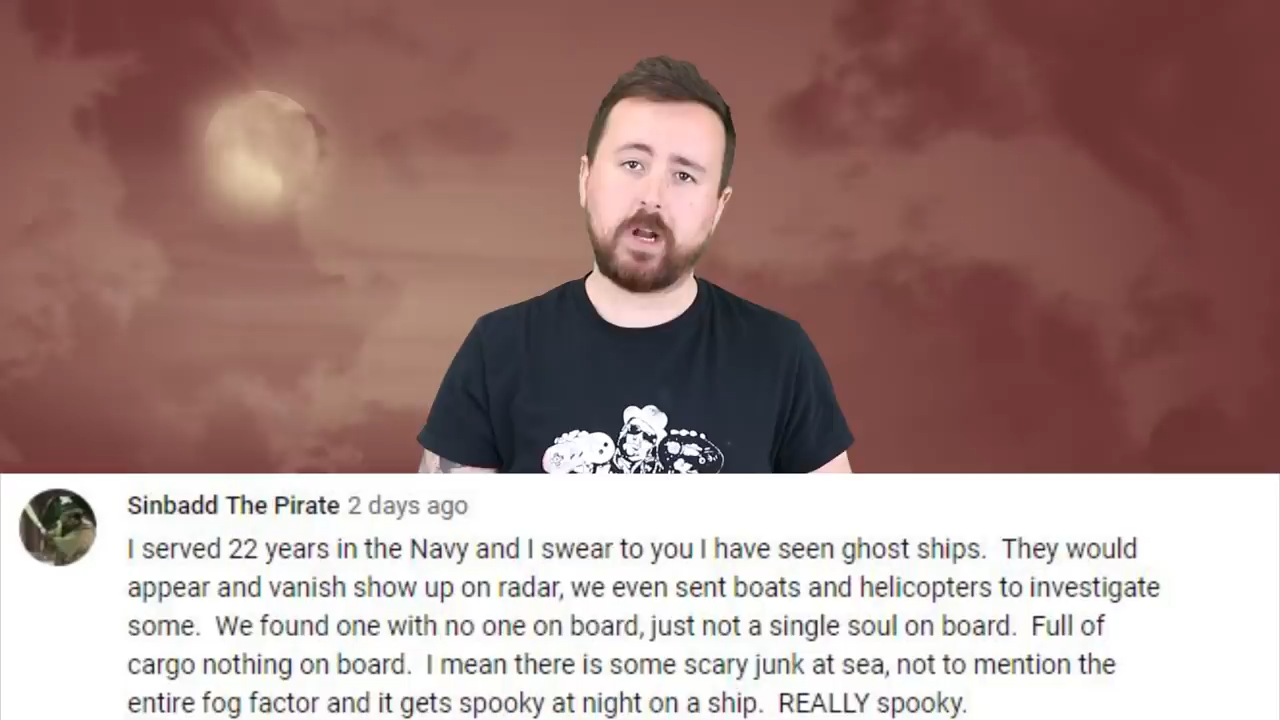 Sinbadd The Pirate 2 days ago
I served 22 years in the Navy and I swear to you I have seen ghost ships.  They would
appear and vanish show up on radar, we even sent boats and helicopters to investigate
some.  We found one with no one on board, just not a single soul on board.  Full of
cargo nothing on board.  I mean there is some scary junk at sea, not to mention the
entire fog factor and it gets spooky at night on a ship.  REALLY spooky.